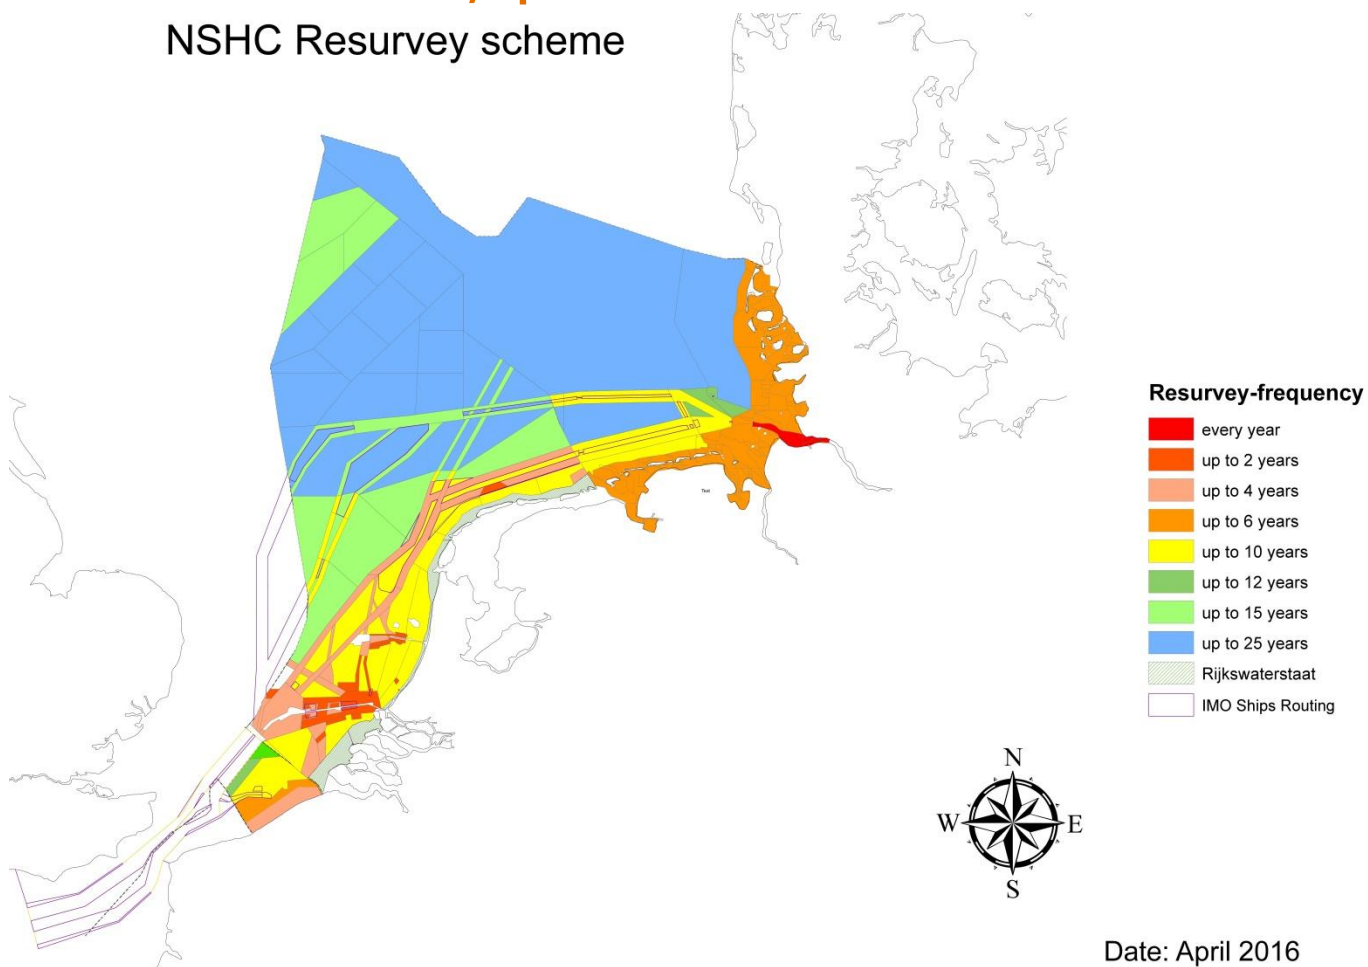 NSHC Resurvey scheme
Text
Resurvey-frequency
every year
up to 2 years
up to 4 years
up to 6 years
up to 10 years
up to 12 years
up to 15 years
up to 25 years
Rijkswaterstaat
IMO Ships Routing
N
W
E
S
Date: April 2016